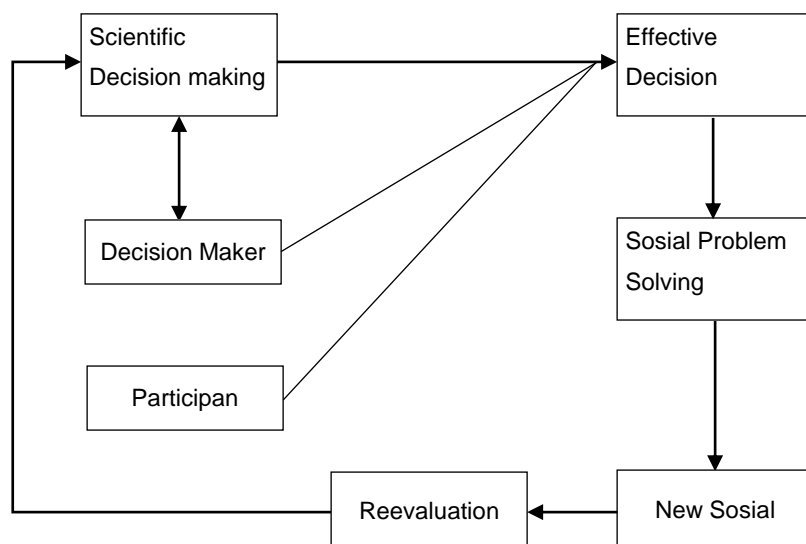 Scientific
Decision making
Effective
Decision
Decision Maker
Sosial Problem
Solving
Participan
Reevaluation
New Sosial